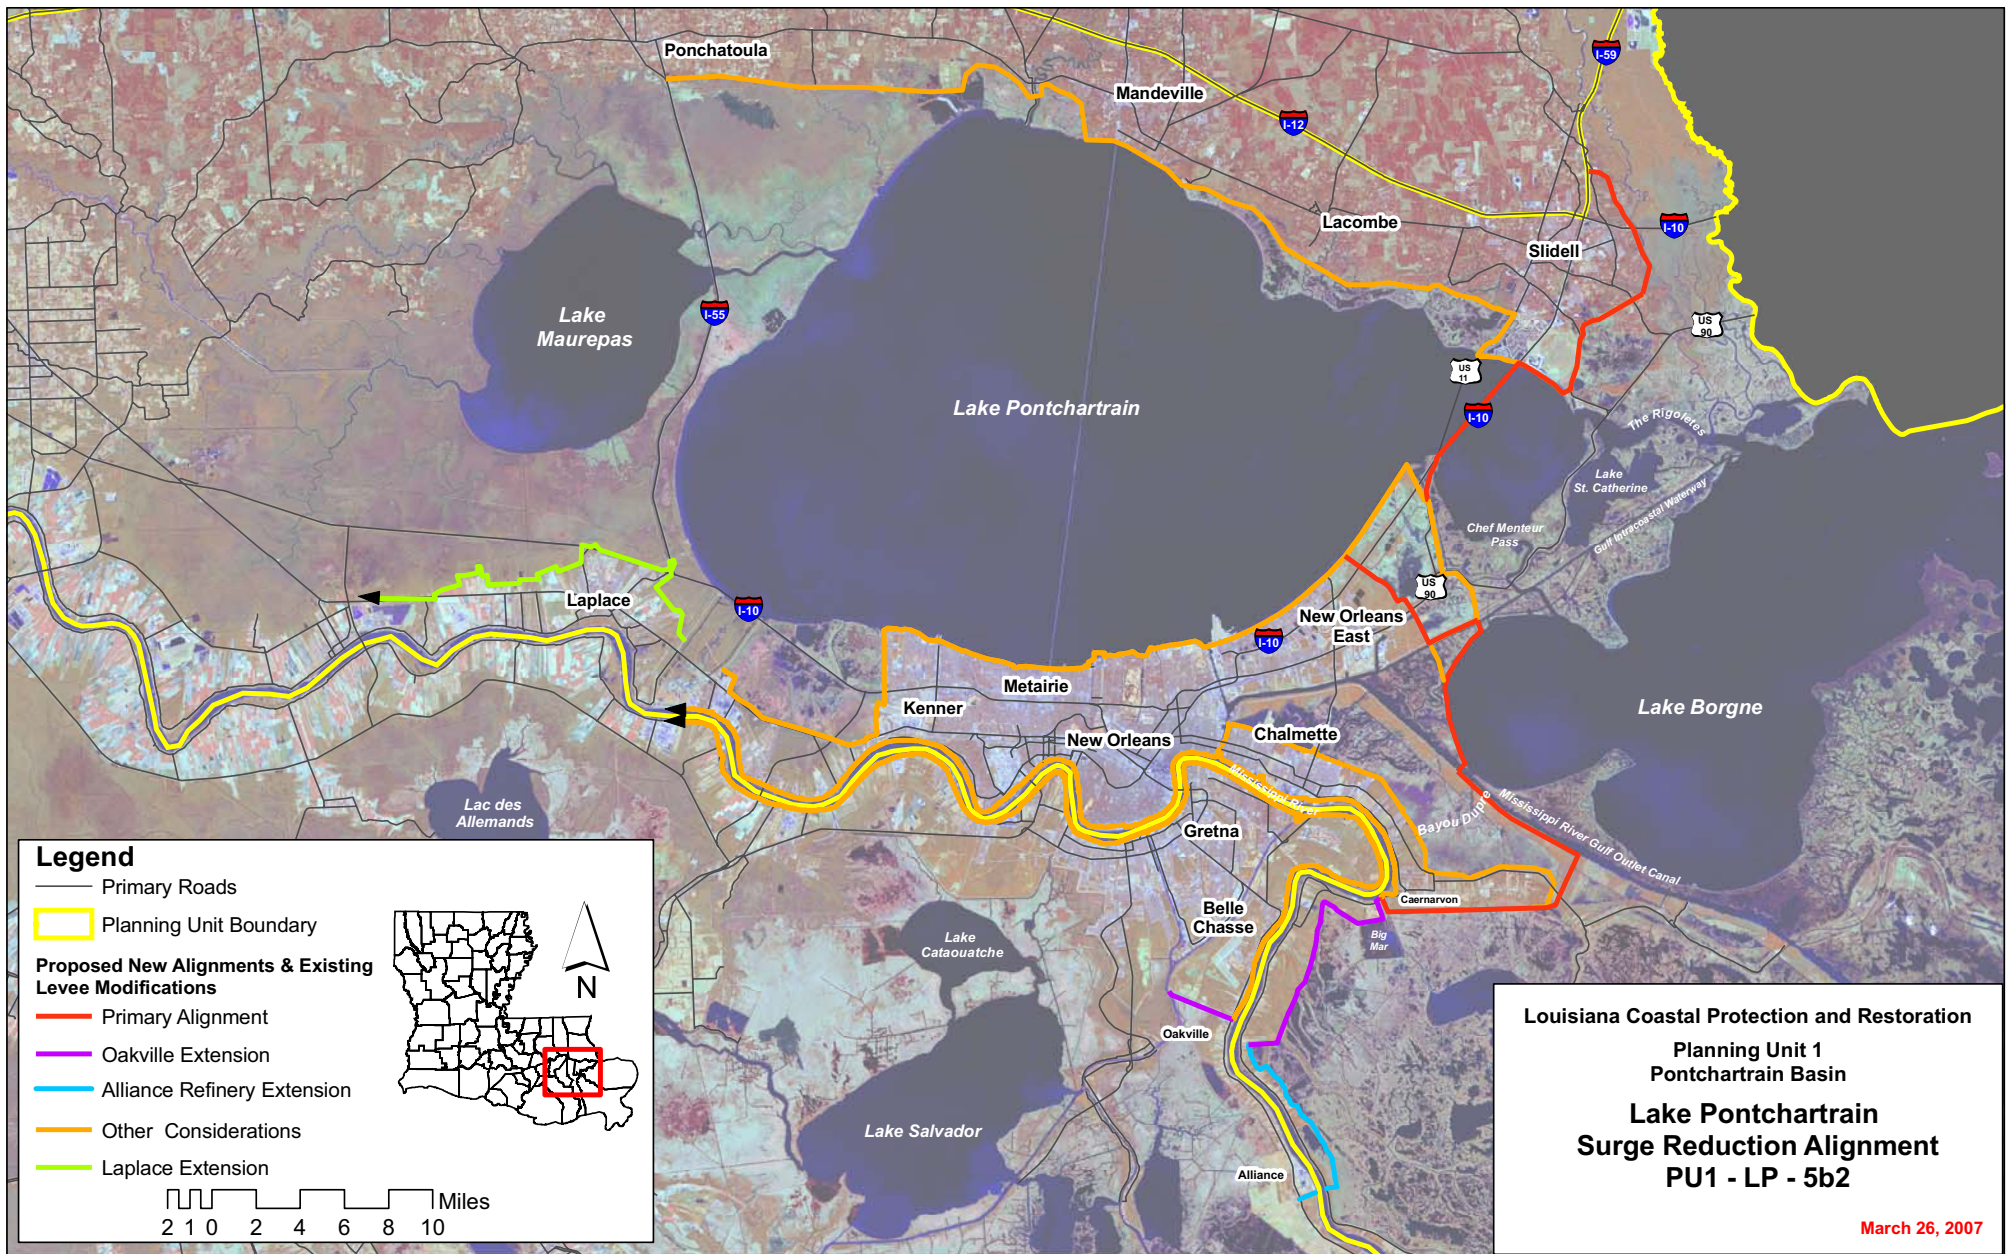 Ponchatoula
Mandeville
I-59
I-12
Lacombe
I-10
Slidell
Lake
Maurepas
I-55
US
90
US
11
Lake Pontchartrain
I-10
The Rigoletes
Lake
St. Catherine
Gulf Intracoastal Waterway
Chef Menteur
Pass
US
90
Laplace
I-10
New Orleans
East
I-10
Metairie
Kenner
Lake Borgne
New Orleans
Chalmette
Mississippi River
Lac des
Allemands
Gretna
Bayou Dupre
Mississippi River Gulf Outlet Canal
Caernarvon
Belle
Chasse
Big
Mar
Lake
Cataouatche
Oakville
Lake Salvador
Alliance
Legend
Primary Roads
Planning Unit Boundary
Proposed New Alignments & Existing
Levee Modifications
Primary Alignment
Oakville Extension
Alliance Refinery Extension
Other Considerations
Laplace Extension
N
Miles
2 1 0 2 4 6 8 10
Louisiana Coastal Protection and Restoration
Planning Unit 1
Pontchartrain Basin
Lake Pontchartrain
Surge Reduction Alignment
PU1 - LP - 5b2
March 26, 2007